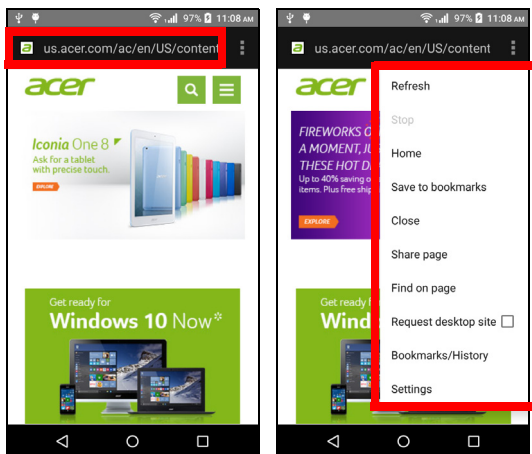 97% 11:08 AM
us.acer.com/ac/en/US/content
acer
Iconia One 8
Ask for a tablet
with precise touch.
EXPLORE
Get ready for
Windows 10 Now*
97% 11:08 AM
us.acer.com/ac/en/US/content
acer
FIREWORKS O
A MOMENT, JU
THESE HOT D
Up to 40% saving o
items. Plus free ship
EXPLORE
Get ready f
Wind
Refresh
Stop
Home
Save to bookmarks
Close
Share page
Find on page
Request desktop site
Bookmarks/History
Settings